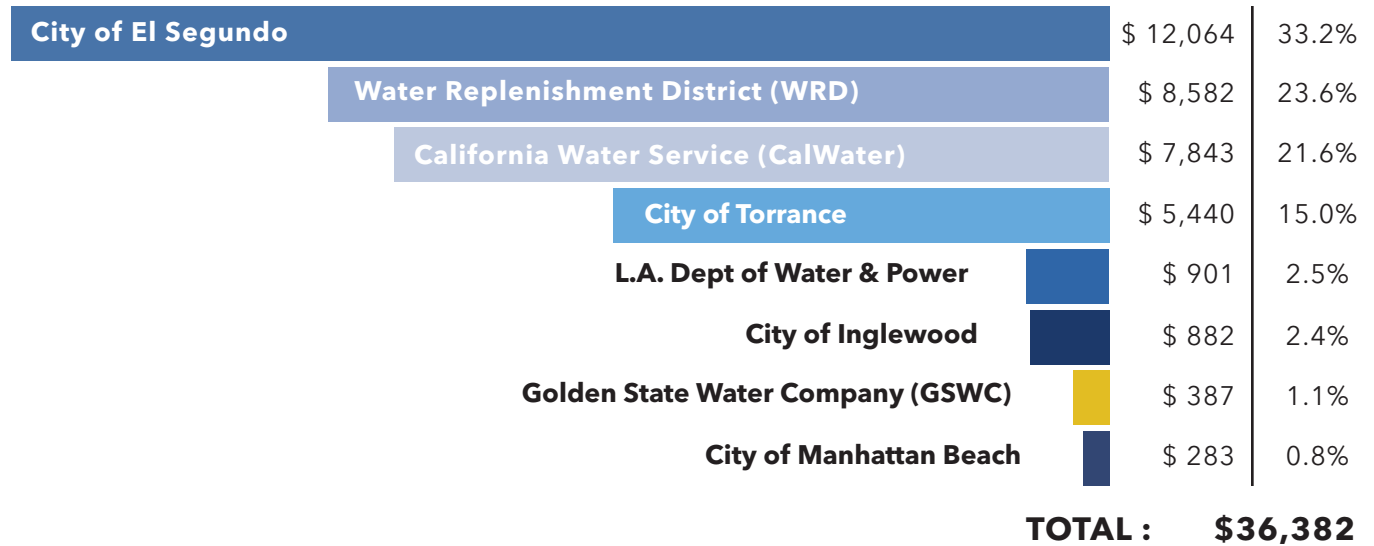 City of El Segundo $ 12,064 33.2%
Water Replenishment District (WRD) $ 8,582 23.6%
California Water Service (CalWater) $ 7,843 21.6%
City of Torrance $ 5,440 15.0%
L.A. Dept of Water & Power $ 901 2.5%
City of Inglewood $ 882 2.4%
Golden State Water Company (GSWC) $ 387 1.1%
City of Manhattan Beach $ 283 0.8%
TOTAL : $36,382